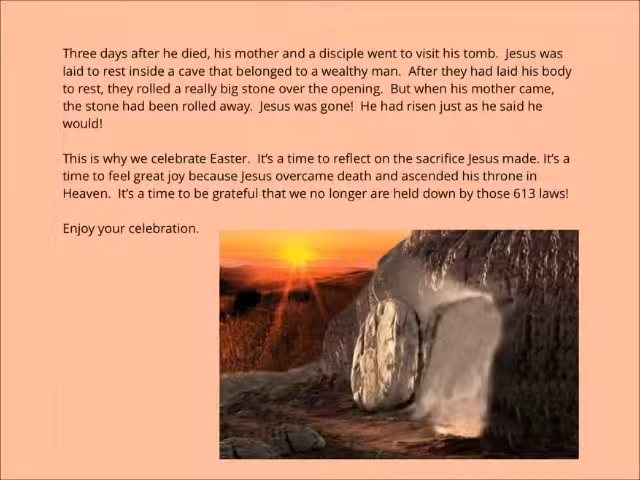 Three days after he died, his mother and a disciple went to visit his tomb.  Jesus was
laid to rest inside a cave that belonged to a wealthy man.  After they had laid his body
to rest, they rolled a really big stone over the opening.  But when his mother came,
the stone had been rolled away.  Jesus was gone!  He had risen just as he said he
would!
This is why we celebrate Easter.  It’s a time to reflect on the sacrifice Jesus made. It’s a
time to feel great joy because Jesus overcame death and ascended his throne in
Heaven.  It’s a time to be grateful that we no longer are held down by those 613 laws!
Enjoy your celebration.